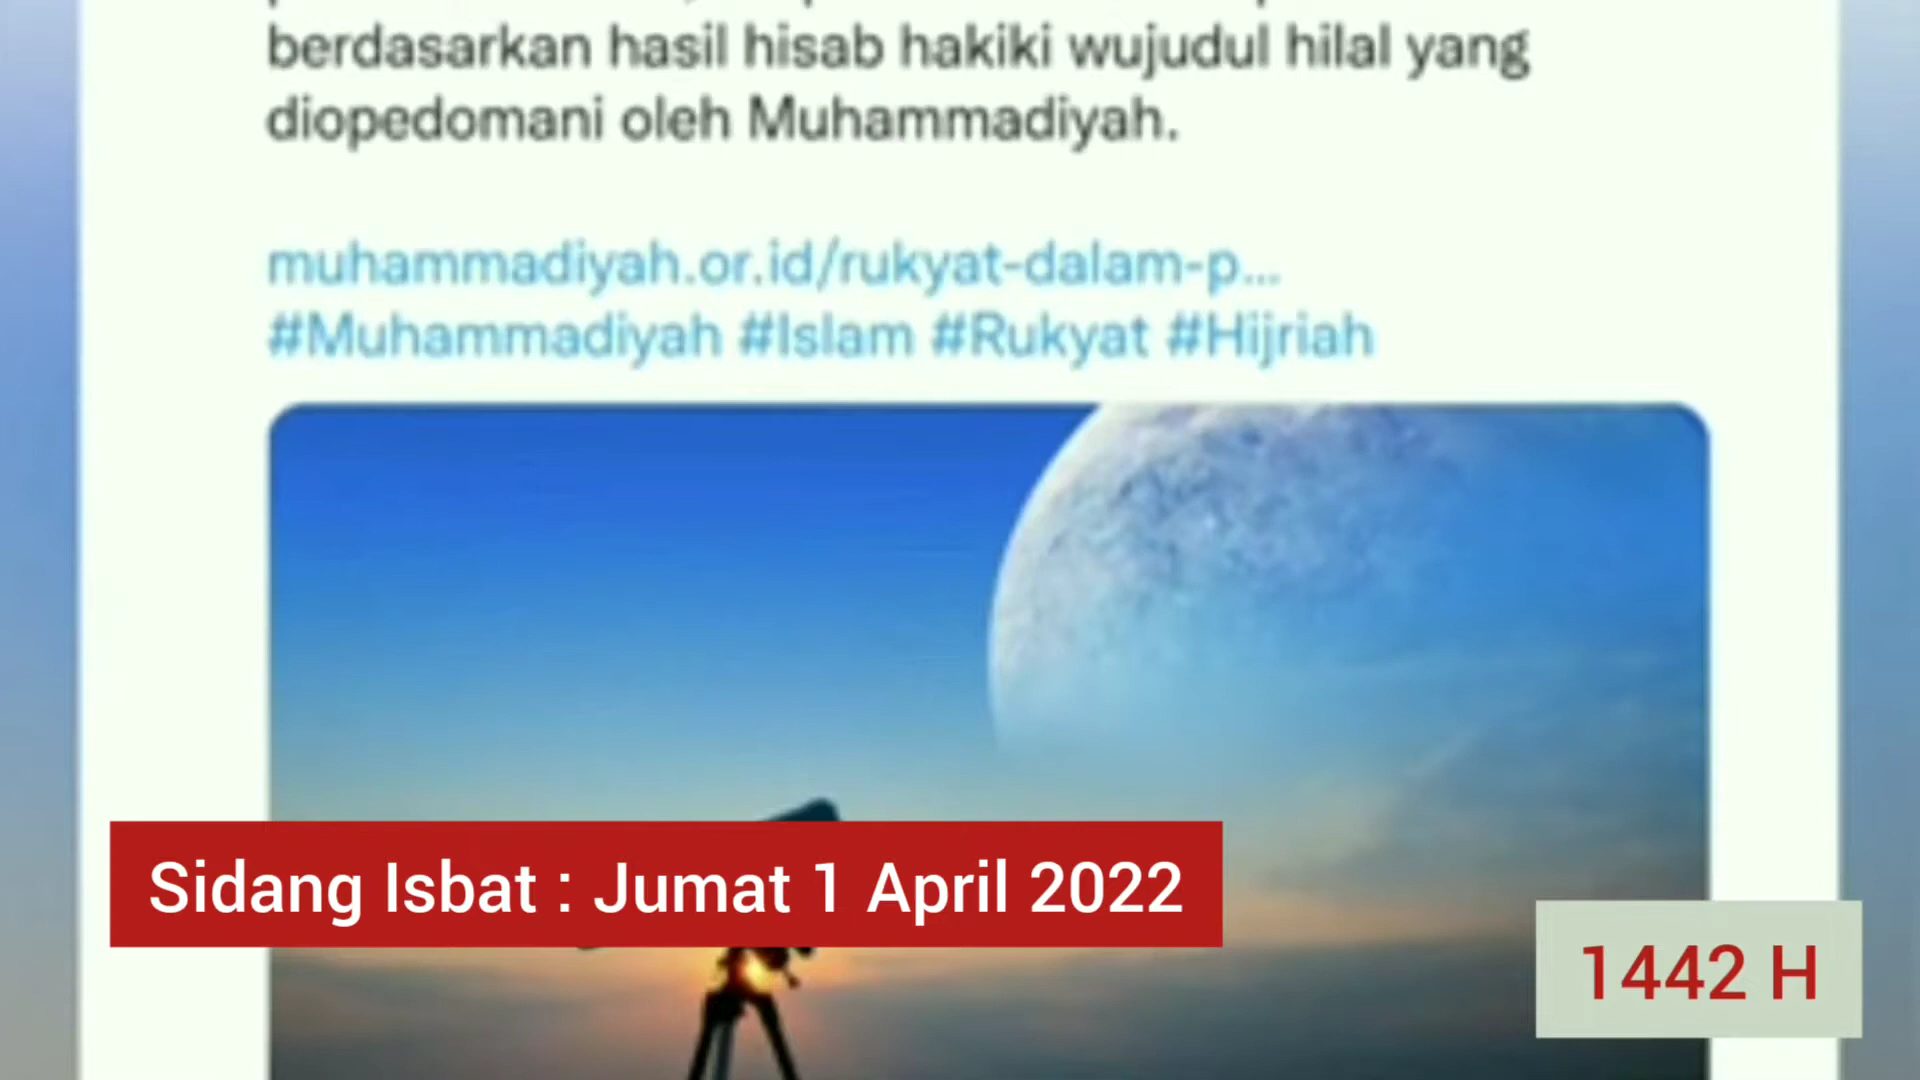 berdasarkan hasil hisab hakiki wujudul hilal yang
diopedomani oleh Muhammadiyah.
muhammadiyah.or.id/rukyat-dalam-p...
#Muhammadiyah #Islam #Rukyat #Hijriah
Sidang Isbat : Jumat 1 April 2022
1442 H